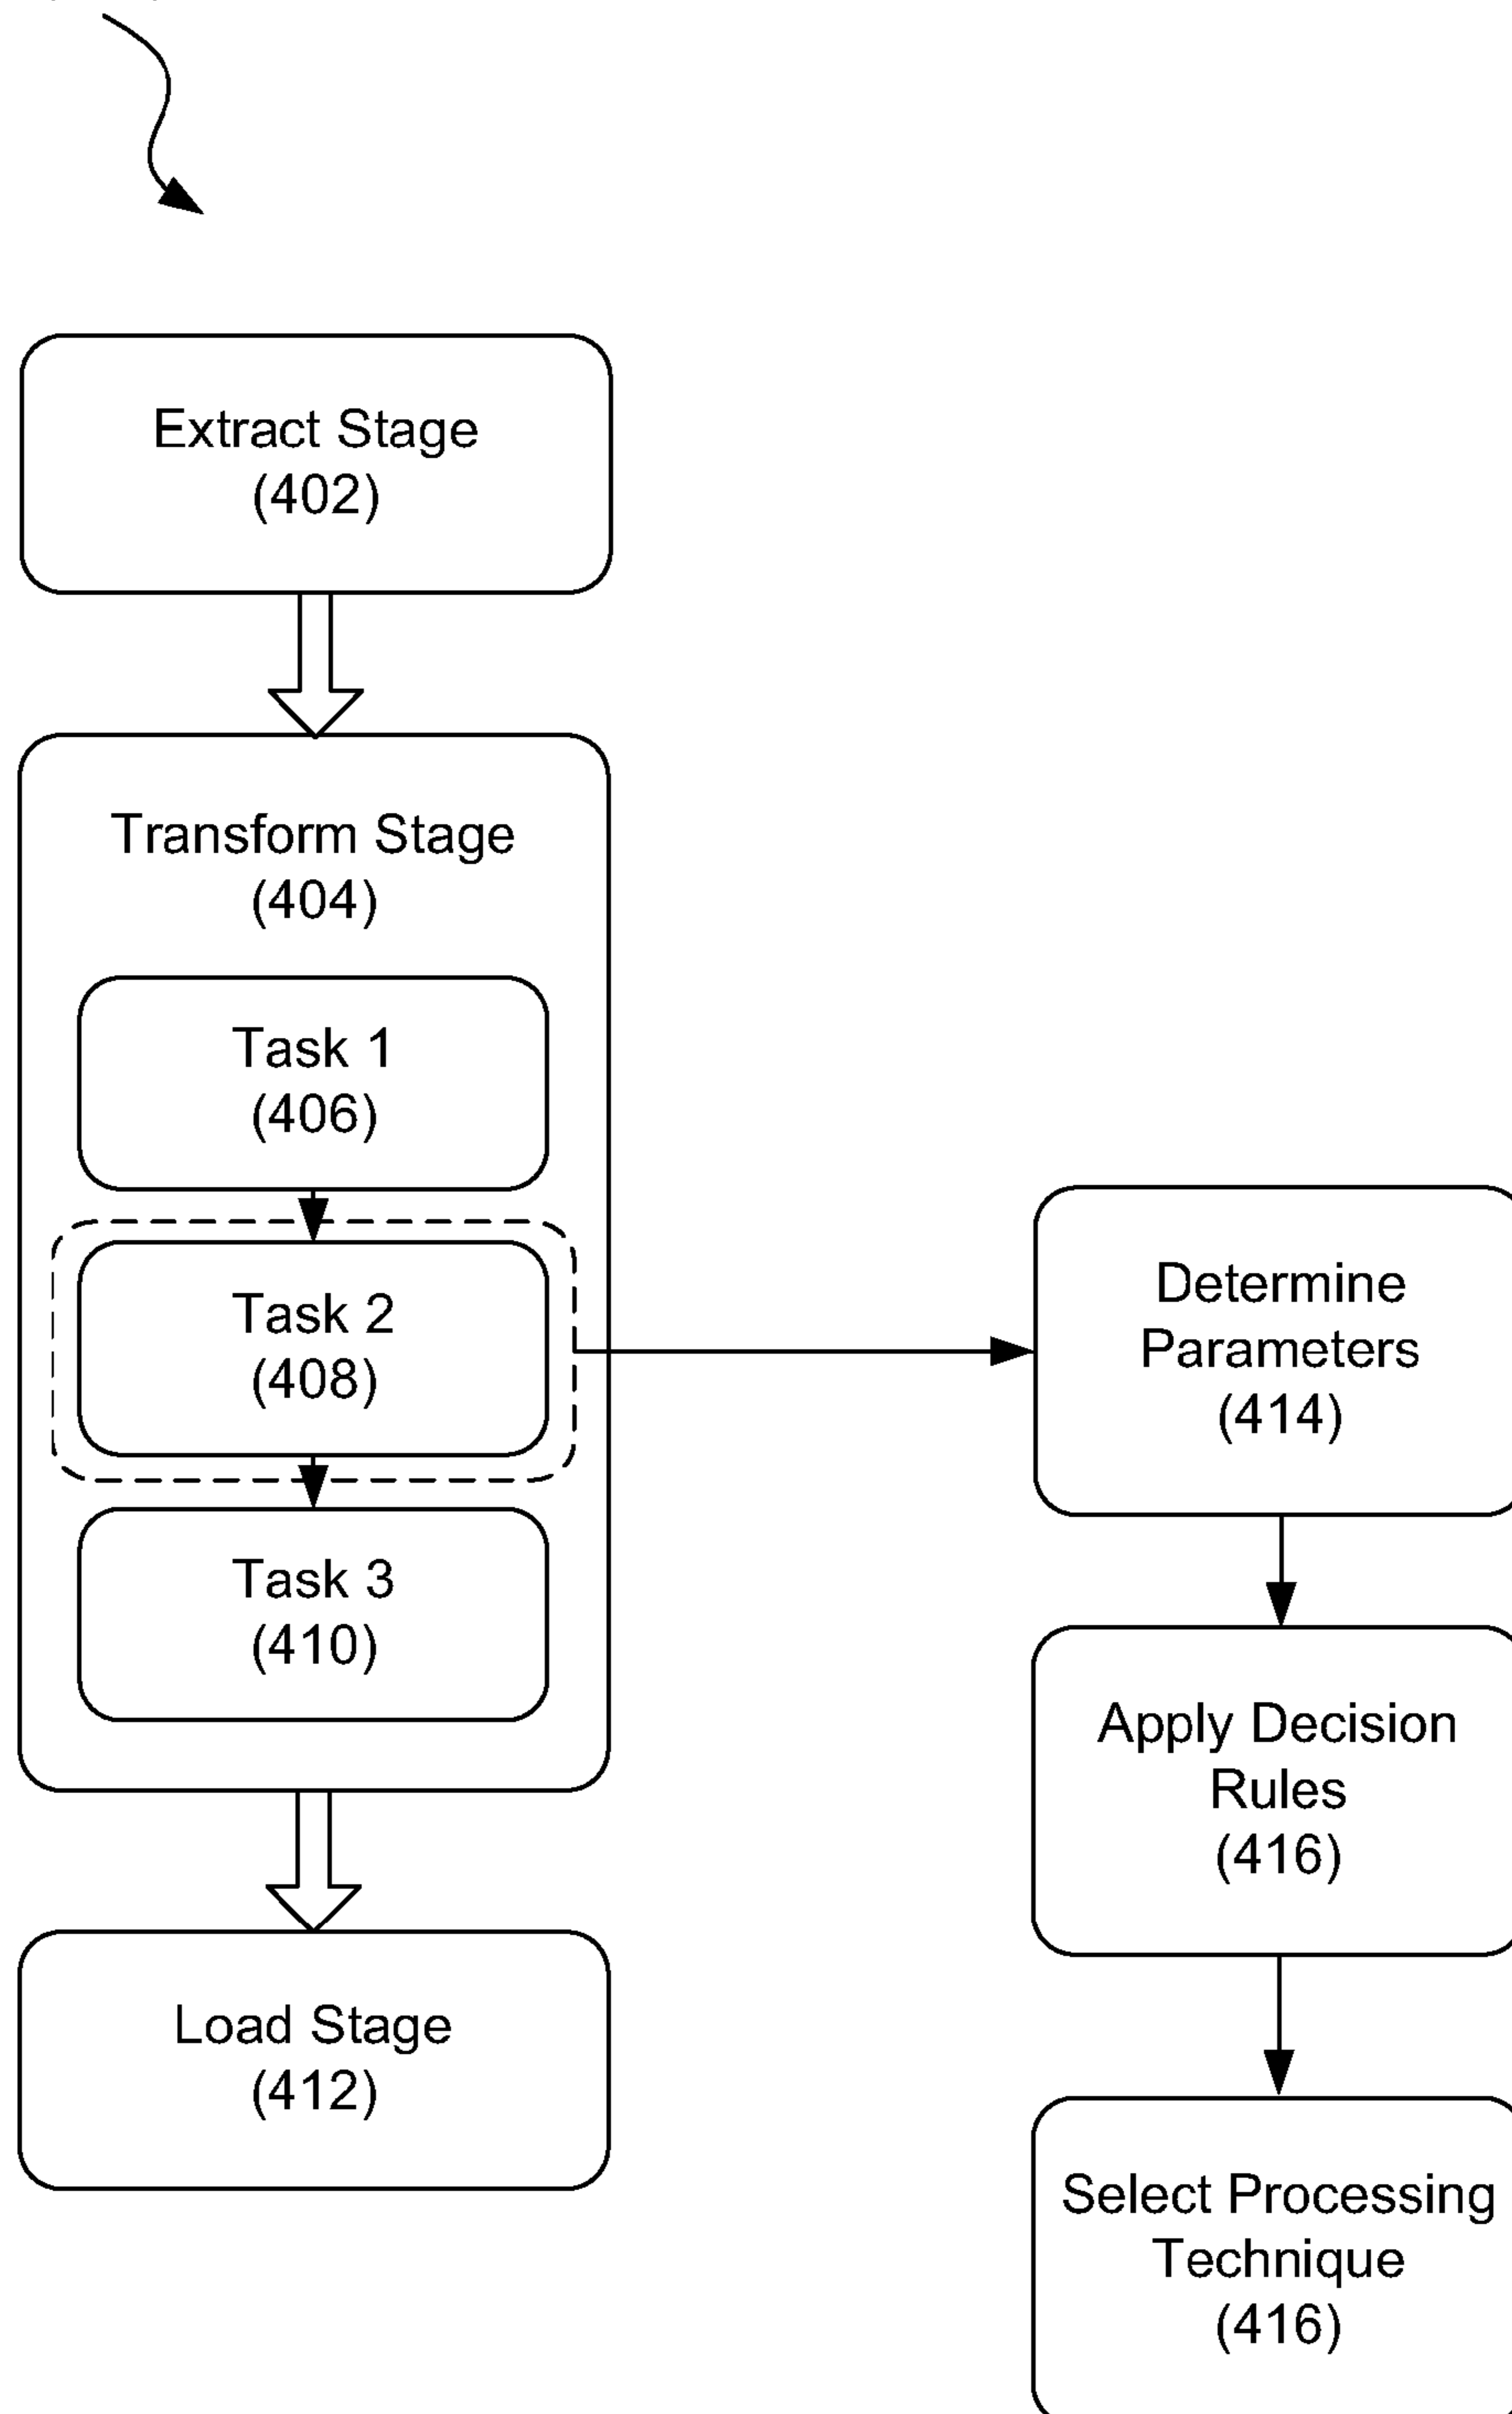 Extract Stage
(402)
Transform Stage
(404)
Task 1
(406)
Task 2
(408)
Task 3
(410)
Load Stage
(412)
Determine
Parameters
(414)
Apply Decision
Rules
(416)
Select Processing
Technique
(416)